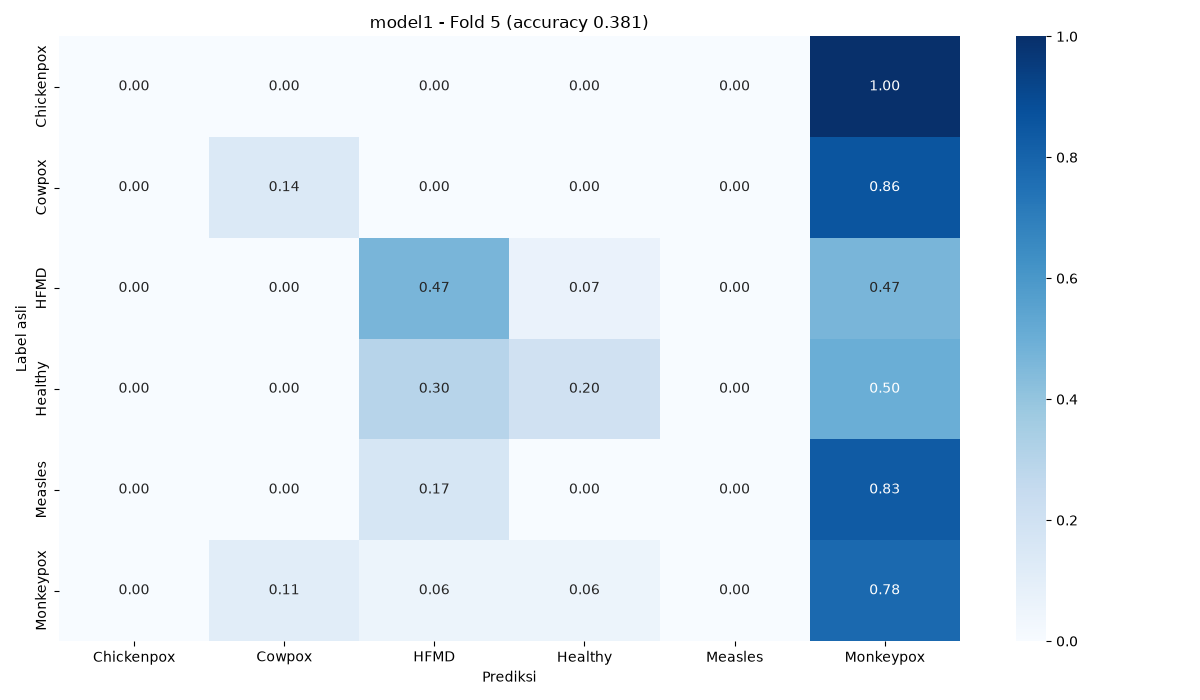 model1 - Fold 5 (accuracy 0.381)
Chickenpox 0.00 0.00 0.00 0.00 0.00 1.00
Cowpox 0.00 0.14 0.00 0.00 0.00 0.86
HFMD 0.00 0.00 0.47 0.07 0.00 0.47
Healthy 0.00 0.00 0.30 0.20 0.00 0.50
Measles 0.00 0.00 0.17 0.00 0.00 0.83
Monkeypox 0.00 0.11 0.06 0.06 0.00 0.78
Label asli
Chickenpox Cowpox HFMD Healthy Measles Monkeypox
Prediksi
1.0
0.8
0.6
0.4
0.2
0.0